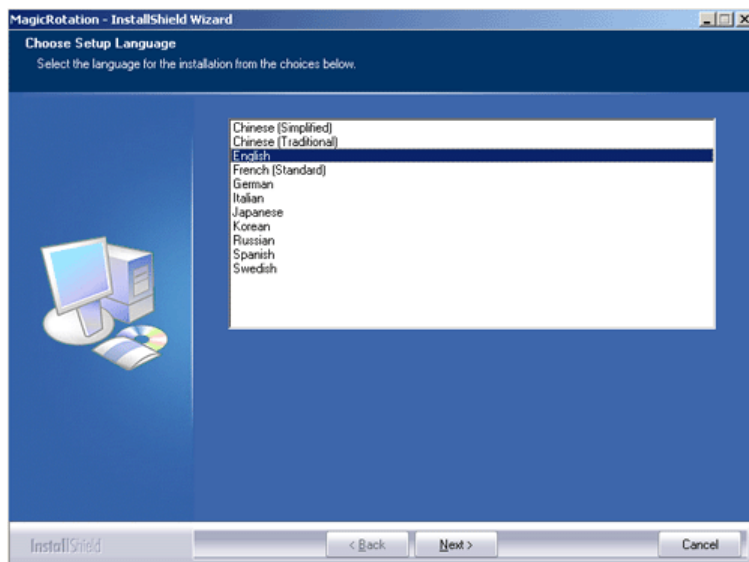 MagicRotation - InstallShield Wizard
Choose Setup Language
Select the language for the installation from the choices below.
Chinese (Simplified)
Chinese (Traditional)
English
French (Standard)
German
Italian
Japanese
Korean
Russian
Spanish
Swedish
InstallShield
< Back
Next >
Cancel